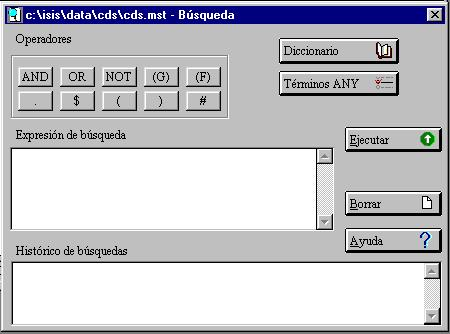 c:\isis\data\cds\cds.mst - Búsqueda
Operadores
AND OR NOT (G) (F)
. $ ( ) #
Diccionario
Términos ANY
Expresión de búsqueda
Ejecutar
Borrar
Ayuda ?
Histórico de búsquedas